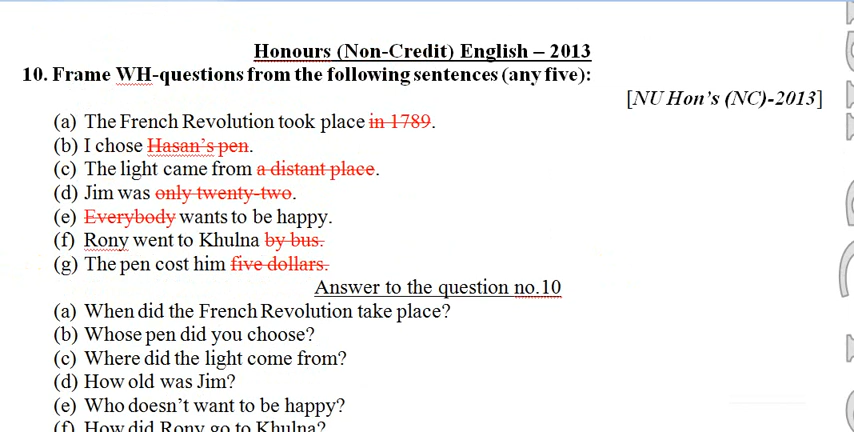 Honours (Non-Credit) English – 2013
10. Frame WH-questions from the following sentences (any five):
[NU Hon’s (NC)-2013]
(a) The French Revolution took place in 1789.
(b) I chose Hasan’s pen.
(c) The light came from a distant place.
(d) Jim was only twenty-two.
(e) Everybody wants to be happy.
(f) Rony went to Khulna by bus.
(g) The pen cost him five dollars.
Answer to the question no.10
(a) When did the French Revolution take place?
(b) Whose pen did you choose?
(c) Where did the light come from?
(d) How old was Jim?
(e) Who doesn’t want to be happy?
(f) How did Rony go to Khulna?